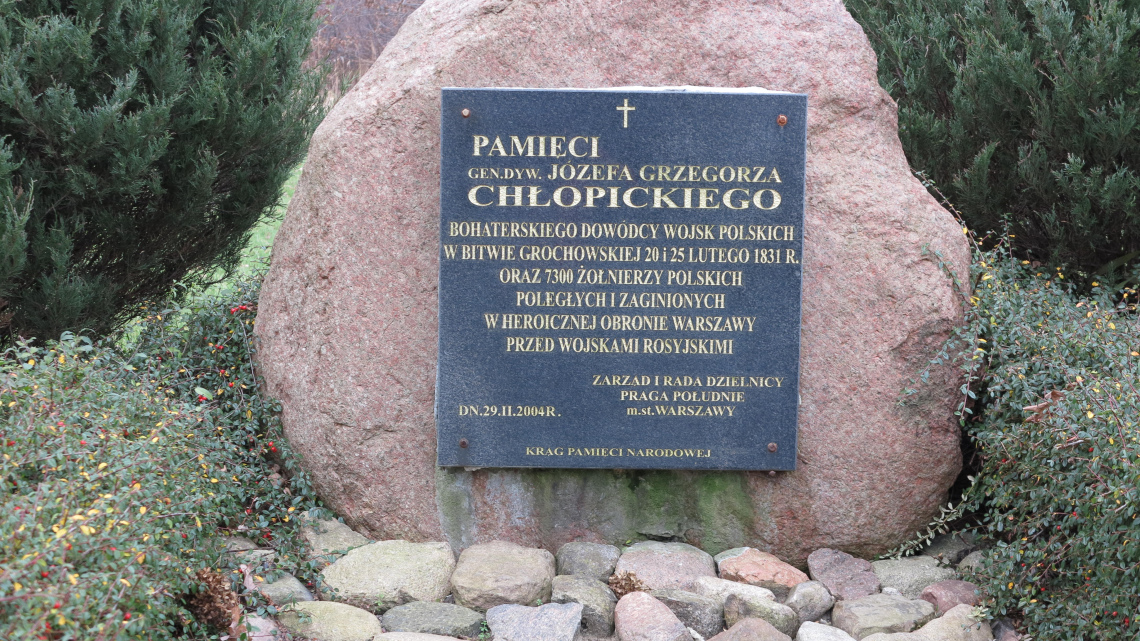 PAMIĘCI
GEN.DYW. JÓZEFA GRZEGORZA
CHŁOPICKIEGO
BOHATERSKIEGO DOWÓDCY WOJSK POLSKICH
W BITWIE GROCHOWSKIEJ 20 i 25 LUTEGO 1831 R.
ORAZ 7300 ŻOŁNIERZY POLSKICH
POLEGŁYCH I ZAGINIONYCH
W HEROICZNEJ OBRONIE WARSZAWY
PRZED WOJSKAMI ROSYJSKIMI
ZARZĄD I RADA DZIELNICY
PRAGA POŁUDNIE
DN.29.II.2004R. m.st.WARSZAWY
KRĄG PAMIĘCI NARODOWEJ